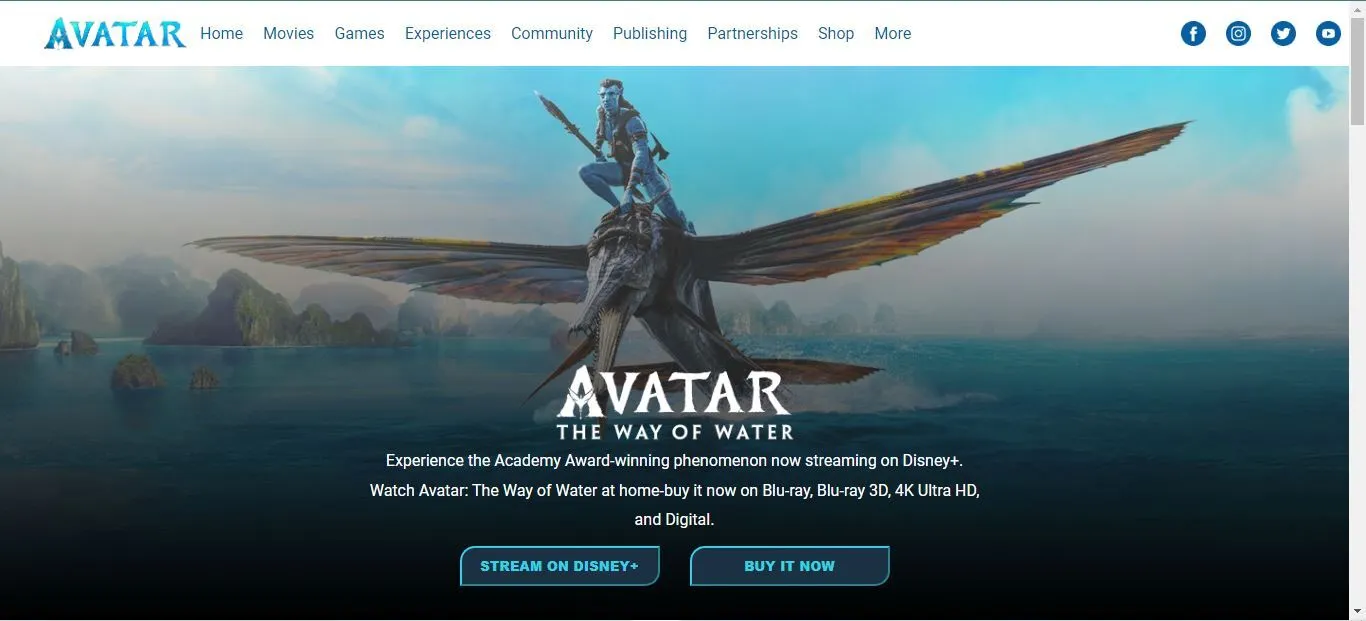 AVATAR Home Movies Games Experiences Community Publishing Partnerships Shop More
AVATAR
THE WAY OF WATER
Experience the Academy Award-winning phenomenon now streaming on Disney+.
Watch Avatar: The Way of Water at home-buy it now on Blu-ray, Blu-ray 3D, 4K Ultra HD,
and Digital.
STREAM ON DISNEY+ BUY IT NOW